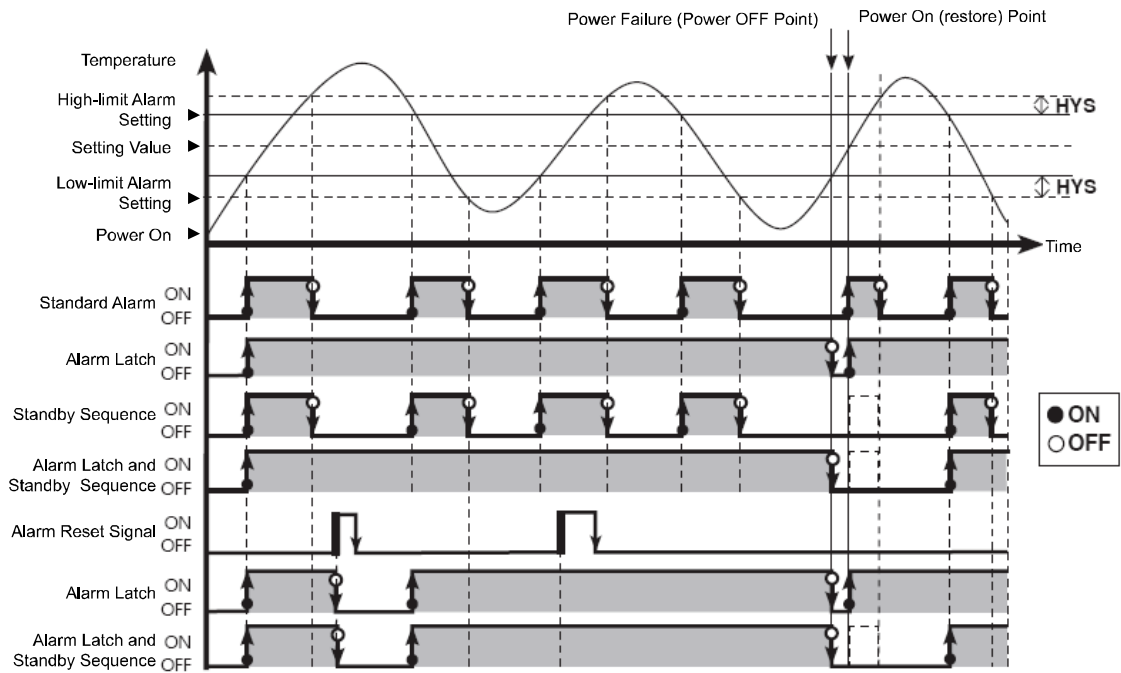 Power Failure (Power OFF Point)
Power On (restore) Point
Temperature
High-limit Alarm
Setting
HYS
Setting Value
Low-limit Alarm
Setting
HYS
Power On
Time
Standard Alarm
ON
OFF
Alarm Latch
ON
OFF
Standby Sequence
ON
OFF
ON
OFF
Alarm Latch and
Standby Sequence
ON
OFF
Alarm Reset Signal
ON
OFF
Alarm Latch
ON
OFF
Alarm Latch and
Standby Sequence
ON
OFF